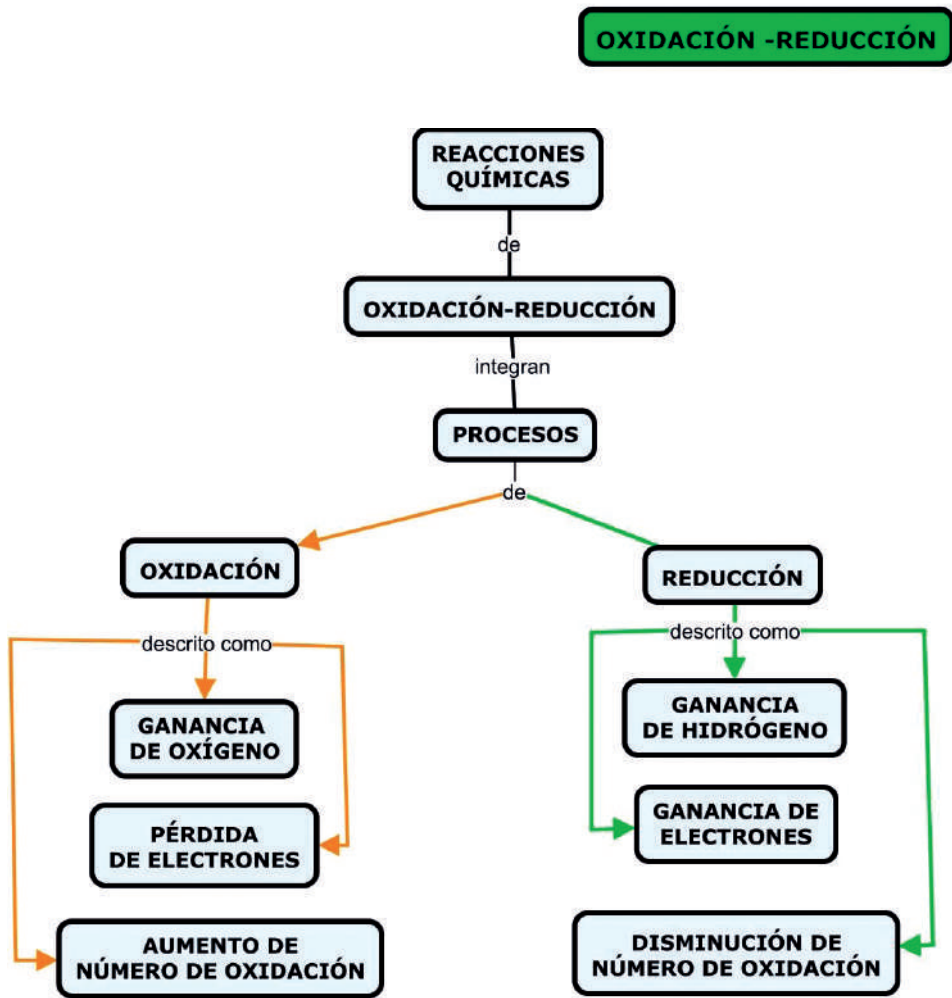 OXIDACIÓN -REDUCCIÓN
REACCIONES
QUÍMICAS
de
OXIDACIÓN-REDUCCIÓN
integran
PROCESOS
de
OXIDACIÓN
REDUCCIÓN
descrito como
descrito como
GANANCIA
DE OXÍGENO
GANANCIA
DE HIDRÓGENO
PÉRDIDA
DE ELECTRONES
GANANCIA DE
ELECTRONES
AUMENTO DE
NÚMERO DE OXIDACIÓN
DISMINUCIÓN DE
NÚMERO DE OXIDACIÓN